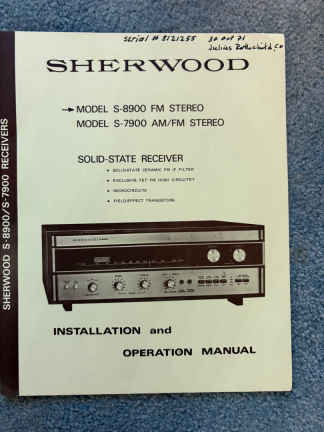 Serial # S121255 30 Oct 71
Julius Rothschild Co
SHERWOOD
→ MODEL S-8900 FM STEREO
MODEL S-7900 AM/FM STEREO
SOLID-STATE RECEIVER
• SOLID-STATE CERAMIC FM IF FILTER
• EXCLUSIVE FET FM HUSH CIRCUITRY
• MICROCIRCUITS
• FIELD EFFECT TRANSISTORS
INSTALLATION and
OPERATION MANUAL
SHERWOOD S-8900/S-7900 RECEIVERS